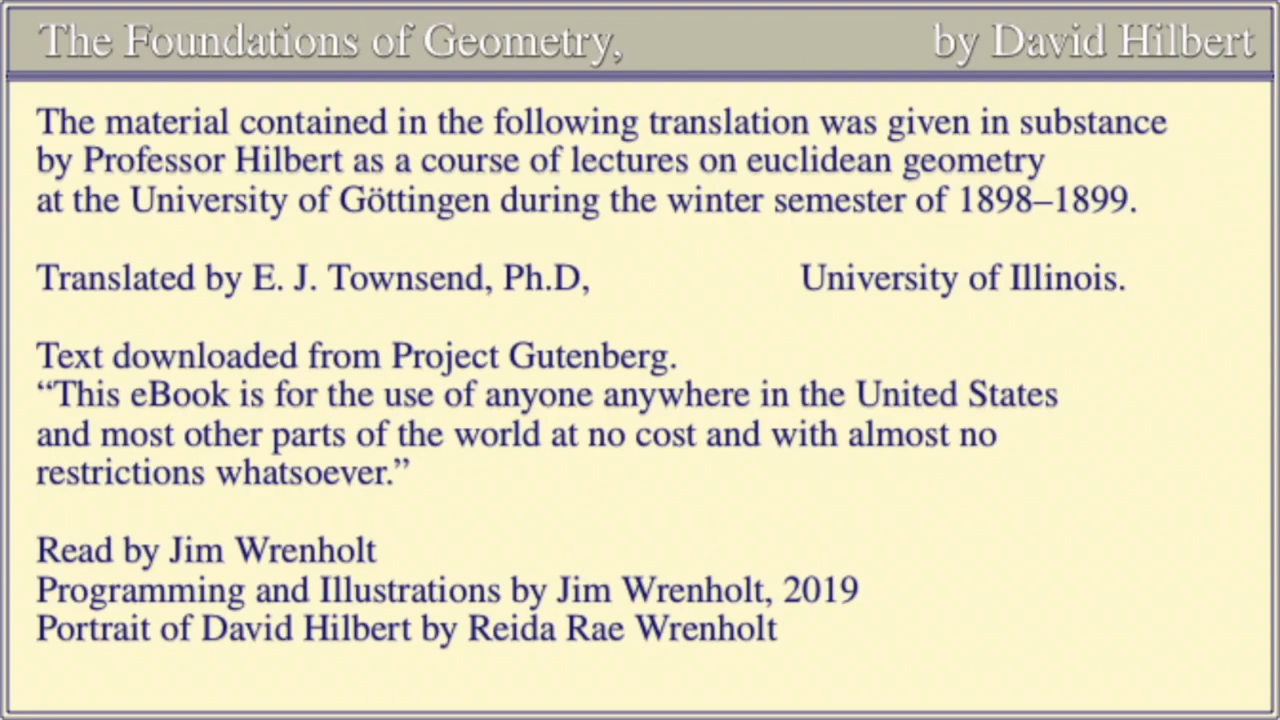 The Foundations of Geometry, by David Hilbert
The material contained in the following translation was given in substance
by Professor Hilbert as a course of lectures on euclidean geometry
at the University of Göttingen during the winter semester of 1898–1899.
Translated by E. J. Townsend, Ph.D, University of Illinois.
Text downloaded from Project Gutenberg.
“This eBook is for the use of anyone anywhere in the United States
and most other parts of the world at no cost and with almost no
restrictions whatsoever.”
Read by Jim Wrenholt
Programming and Illustrations by Jim Wrenholt, 2019
Portrait of David Hilbert by Reida Rae Wrenholt